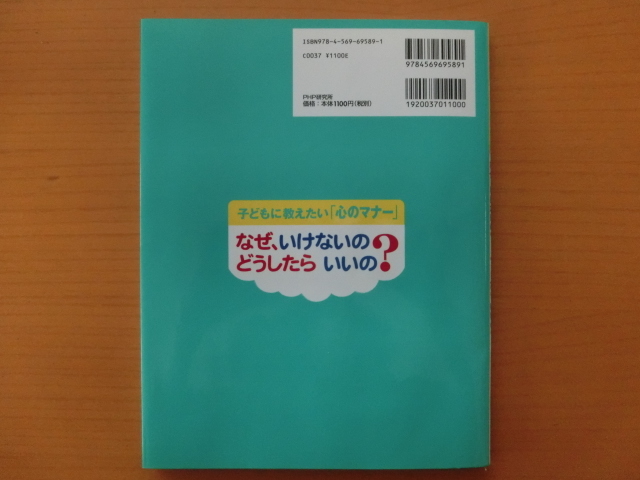 ISBN978-4-569-69589-1
C0037 ¥1100E
PHP研究所
価格：本体1100円(税別)
9784569695891
1920037011000
子どもに教えたい「心のマナー」
なぜ、いけないの
どうしたら いいの?